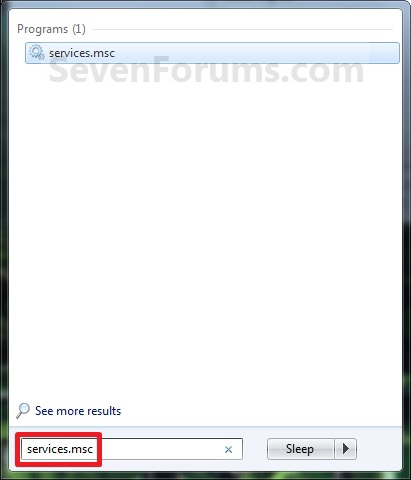 Programs (1)
services.msc
SevenForums.com
See more results
services.msc
Sleep